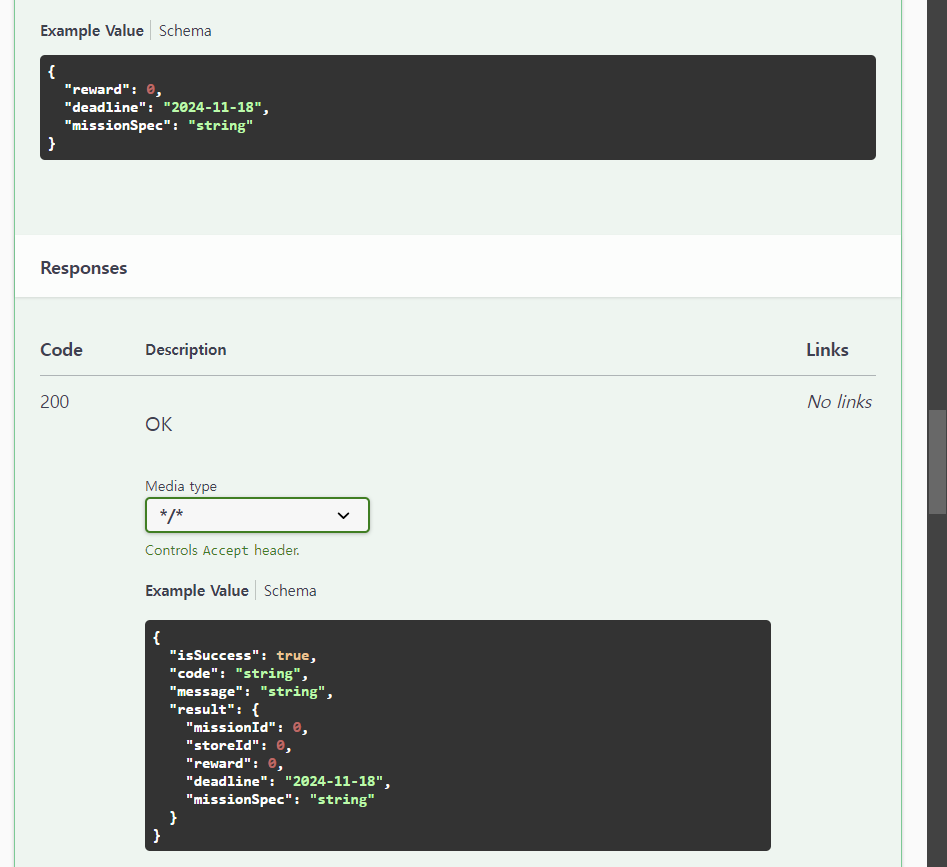 Example Value Schema
{
  "reward": 0,
  "deadline": "2024-11-18",
  "missionSpec": "string"
}
Responses
Code Description Links
200 OK No links
Media type
*/*
Controls Accept header.
Example Value Schema
{
  "isSuccess": true,
  "code": "string",
  "message": "string",
  "result": {
    "missionId": 0,
    "storeId": 0,
    "reward": 0,
    "deadline": "2024-11-18",
    "missionSpec": "string"
  }
}